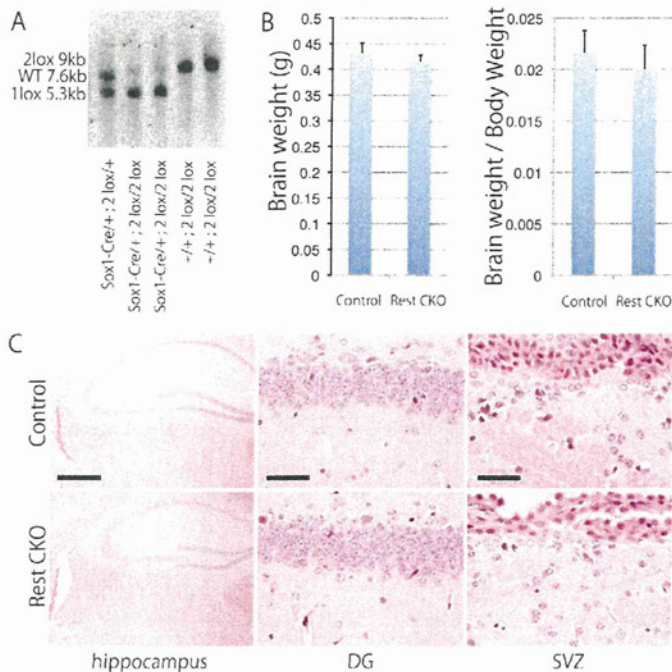 A
2lox 9kb
WT 7.6kb
1lox 5.3kb
Sox1-Cre/+ ; 2 lox/+
Sox1-Cre/+ ; 2 lox/2 lox
Sox1-Cre/+ ; 2 lox/2 lox
+/+ ; 2 lox/2 lox
+/+ ; 2 lox/2 lox
B
Brain weight (g)
0.5
0.45
0.4
0.35
0.3
0.25
0.2
0.15
0.1
0.05
0
Control Rest CKO
Brain weight / Body Weight
0.025
0.02
0.015
0.01
0.005
0
Control Rest CKO
C
Control
Rest CKO
hippocampus DG SVZ